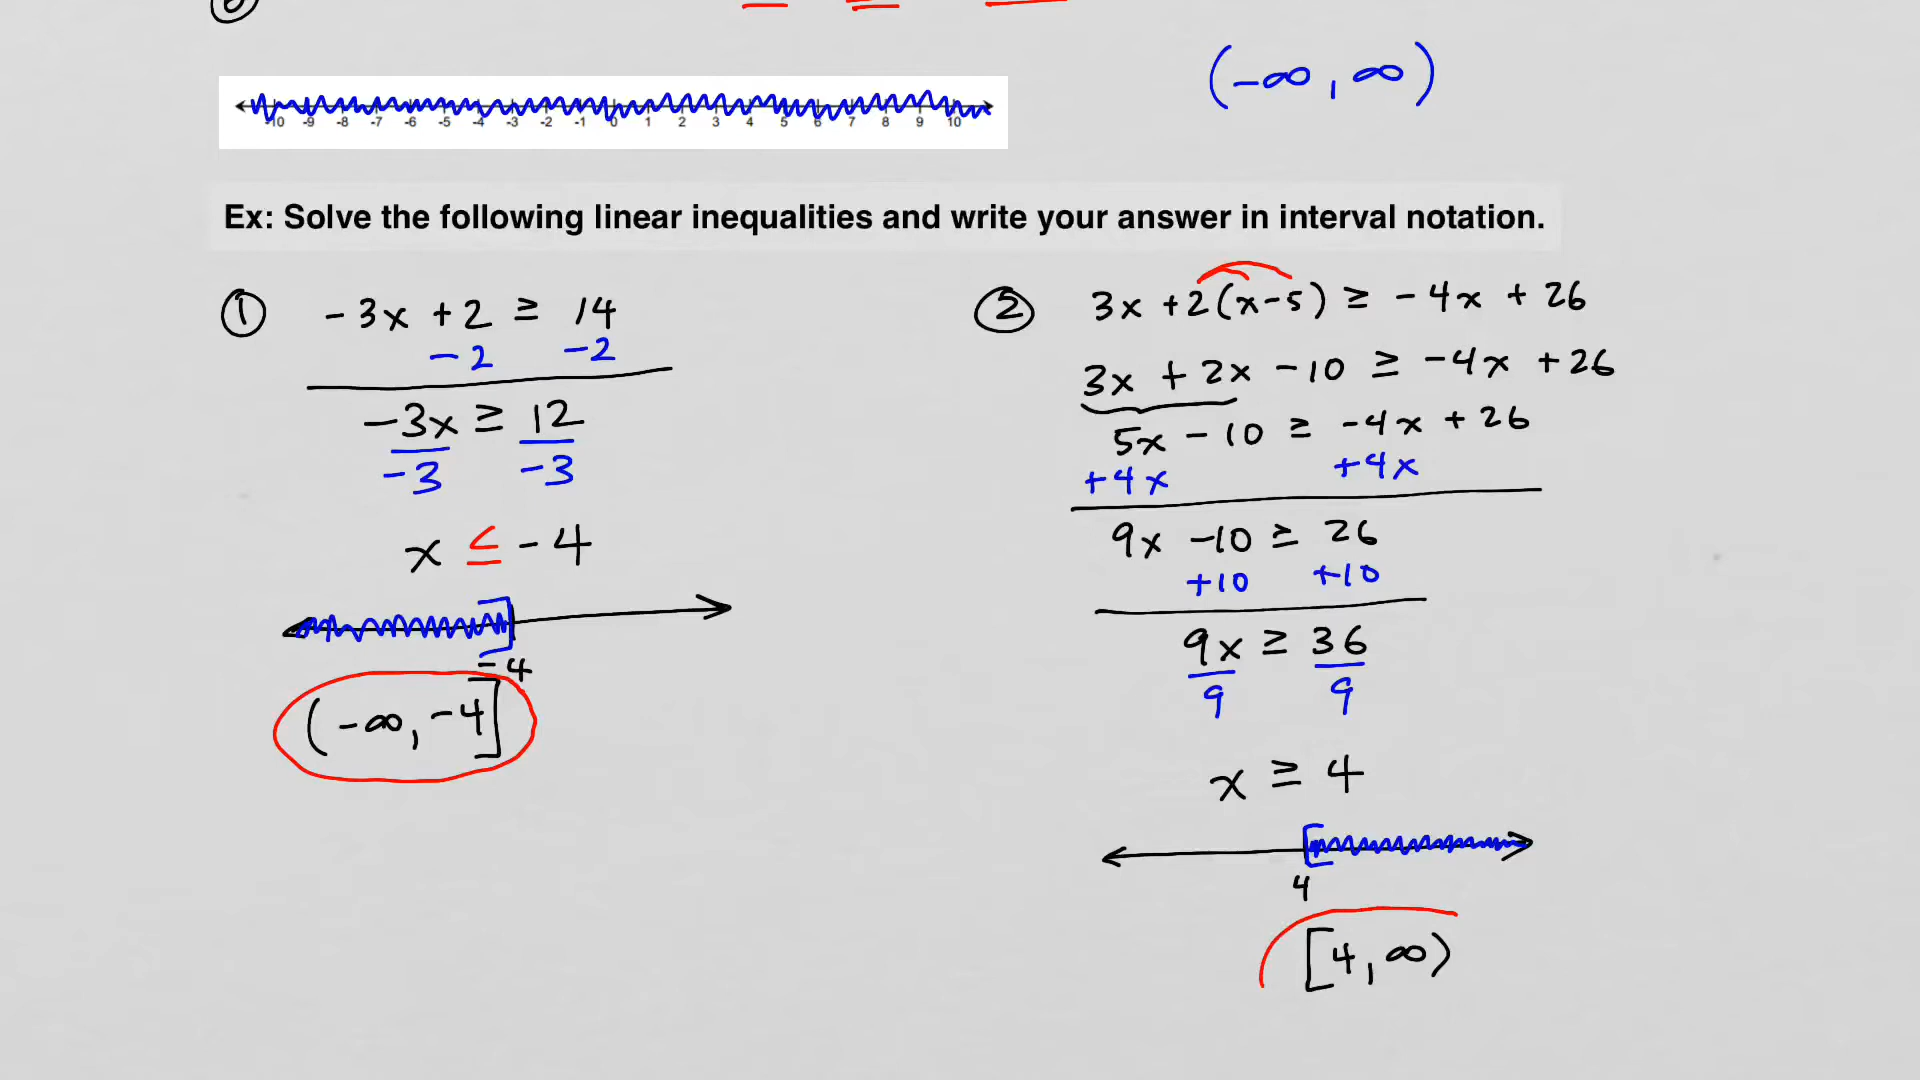 (-∞, ∞)
-10 -9 -8 -7 -6 -5 -4 -3 -2 -1 0 1 2 3 4 5 6 7 8 9 10
Ex: Solve the following linear inequalities and write your answer in interval notation.
① -3x + 2 ≥ 14
-2 -2
-3x ≥ 12
-3 -3
x ≤ -4
-4
(-∞, -4]
② 3x + 2(x-5) ≥ -4x + 26
3x + 2x - 10 ≥ -4x + 26
5x - 10 ≥ -4x + 26
+4x +4x
9x - 10 ≥ 26
+10 +10
9x ≥ 36
9 9
x ≥ 4
4
[4, ∞)